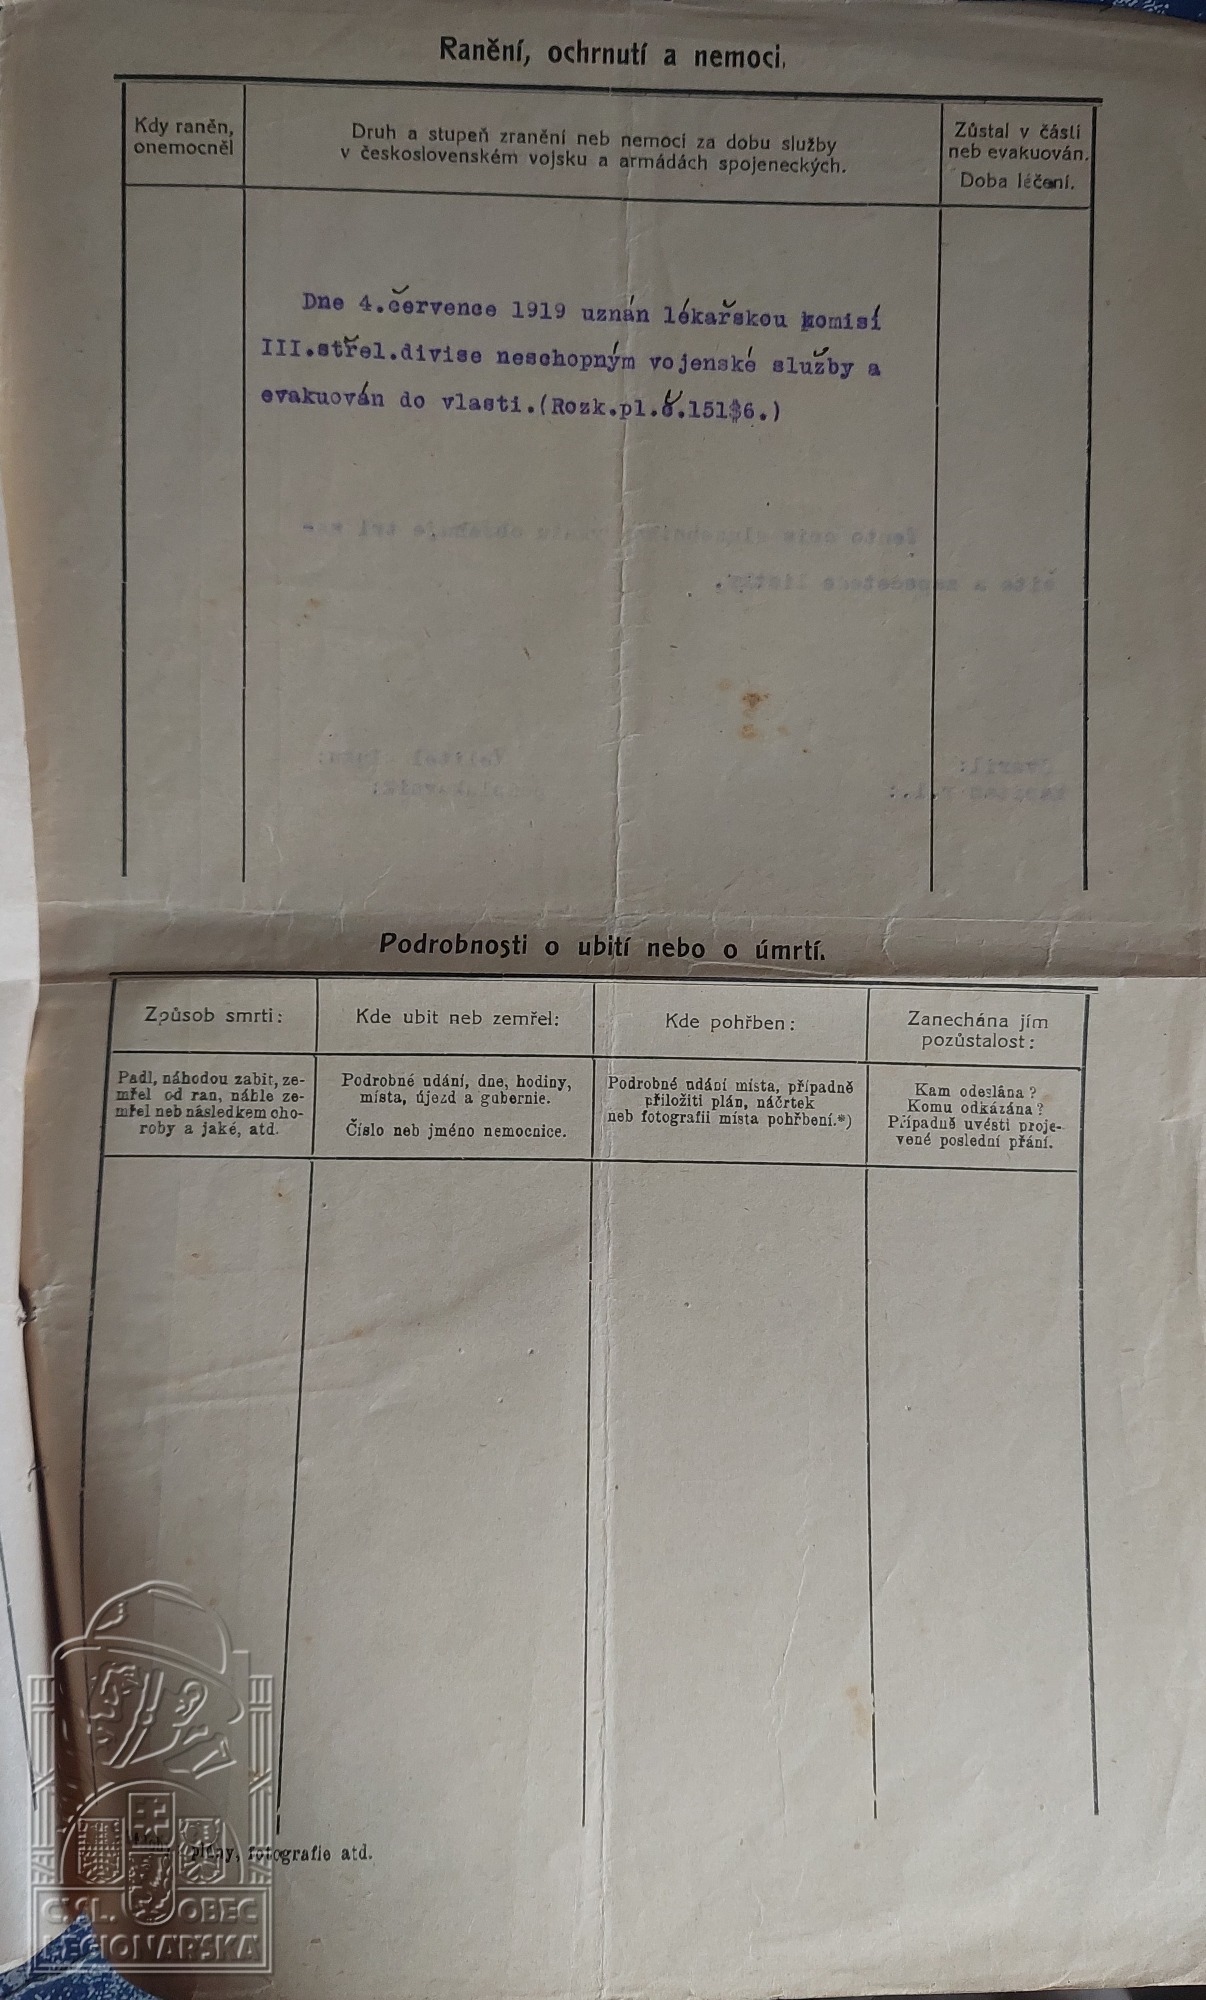 Ranění, ochrnutí a nemoci.
Kdy raněn,
onemocněl
Druh a stupeň zranění neb nemoci za dobu služby
v československém vojsku a armádách spojeneckých.
Zůstal v části
neb evakuován.
Doba léčení.
Dne 4.července 1919 uznán lékařskou komisí
III.střel.divise neschopným vojenské služby a
evakuován do vlasti.(Rozk.pl.č.151$6.)
Podrobnosti o ubití nebo o úmrtí.
Způsob smrti:
Kde ubit neb zemřel:
Kde pohřben:
Zanechána jím
pozůstalost:
Padl, náhodou zabit, ze-
mřel od ran, náhle ze-
mřel neb následkem cho-
roby a jaké, atd.
Podrobné udání, dne, hodiny,
místa, újezd a gubernie.
Číslo neb jméno nemocnice.
Podrobné udání místa, případně
přiložiti plán, náčrtek
neb fotografii místa pohřbení.*)
Kam odeslána?
Komu odkázána?
Případně uvésti proje-
vené poslední přání.
plány, fotografie atd.
Č.SL. OBEC
LEGIONÁŘSKÁ